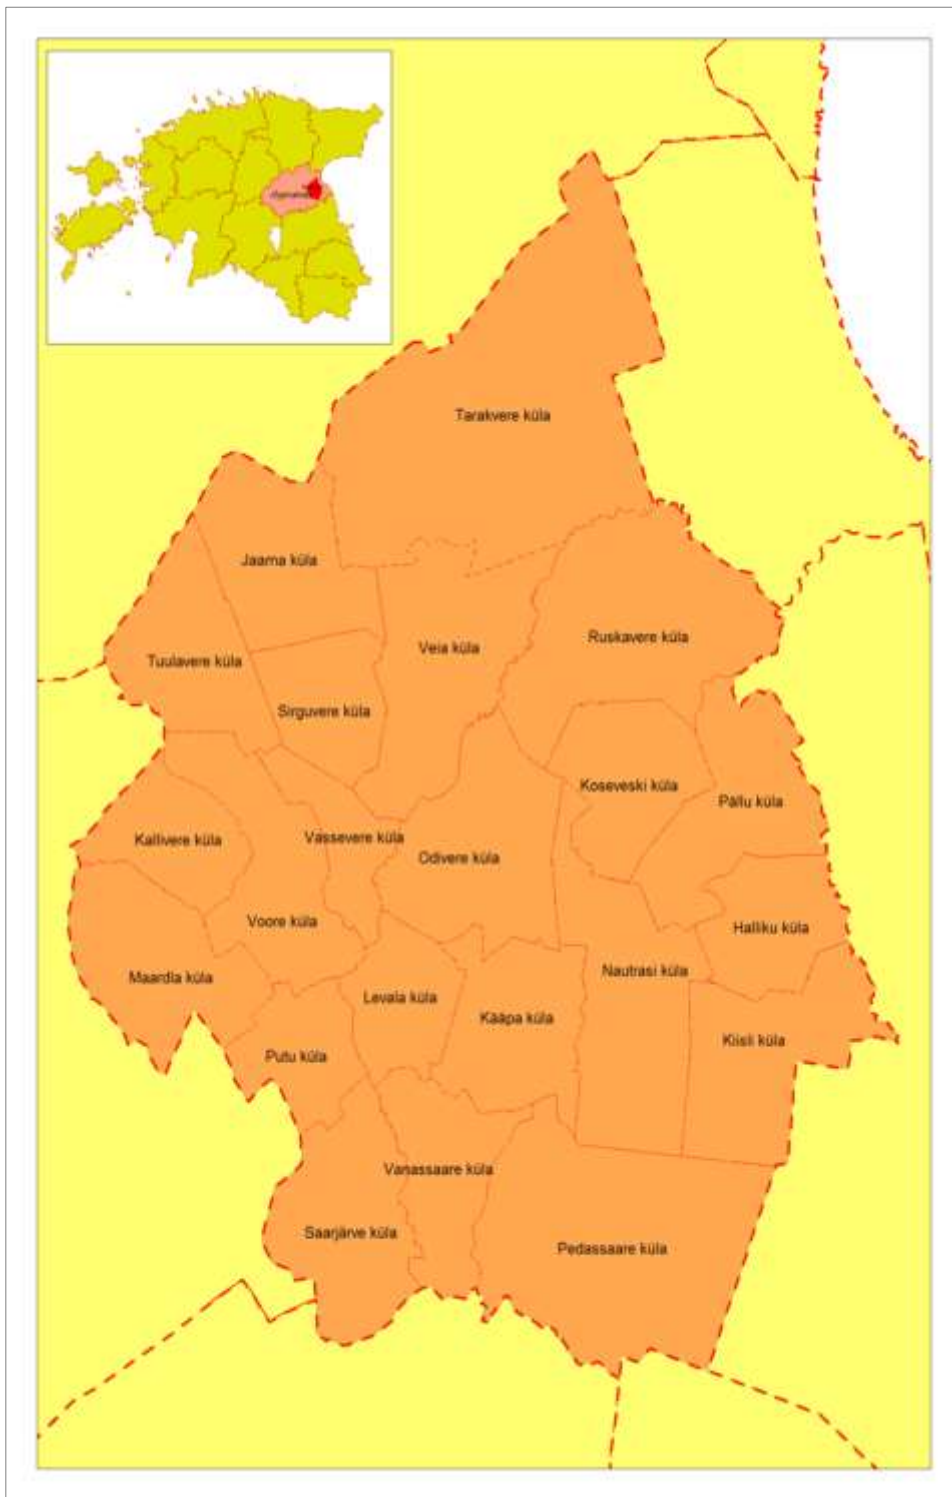 Tarakvere küla
Jaama küla
Ruskavere küla
Veia küla
Tuulavere küla
Sirguvere küla
Koseveski küla
Pällu küla
Kallivere küla
Vassevere küla
Odivere küla
Voore küla
Halliku küla
Maardla küla
Nautrasi küla
Levala küla
Kääpa küla
Kiisli küla
Putu küla
Vanassaare küla
Saarjärve küla
Pedassaare küla